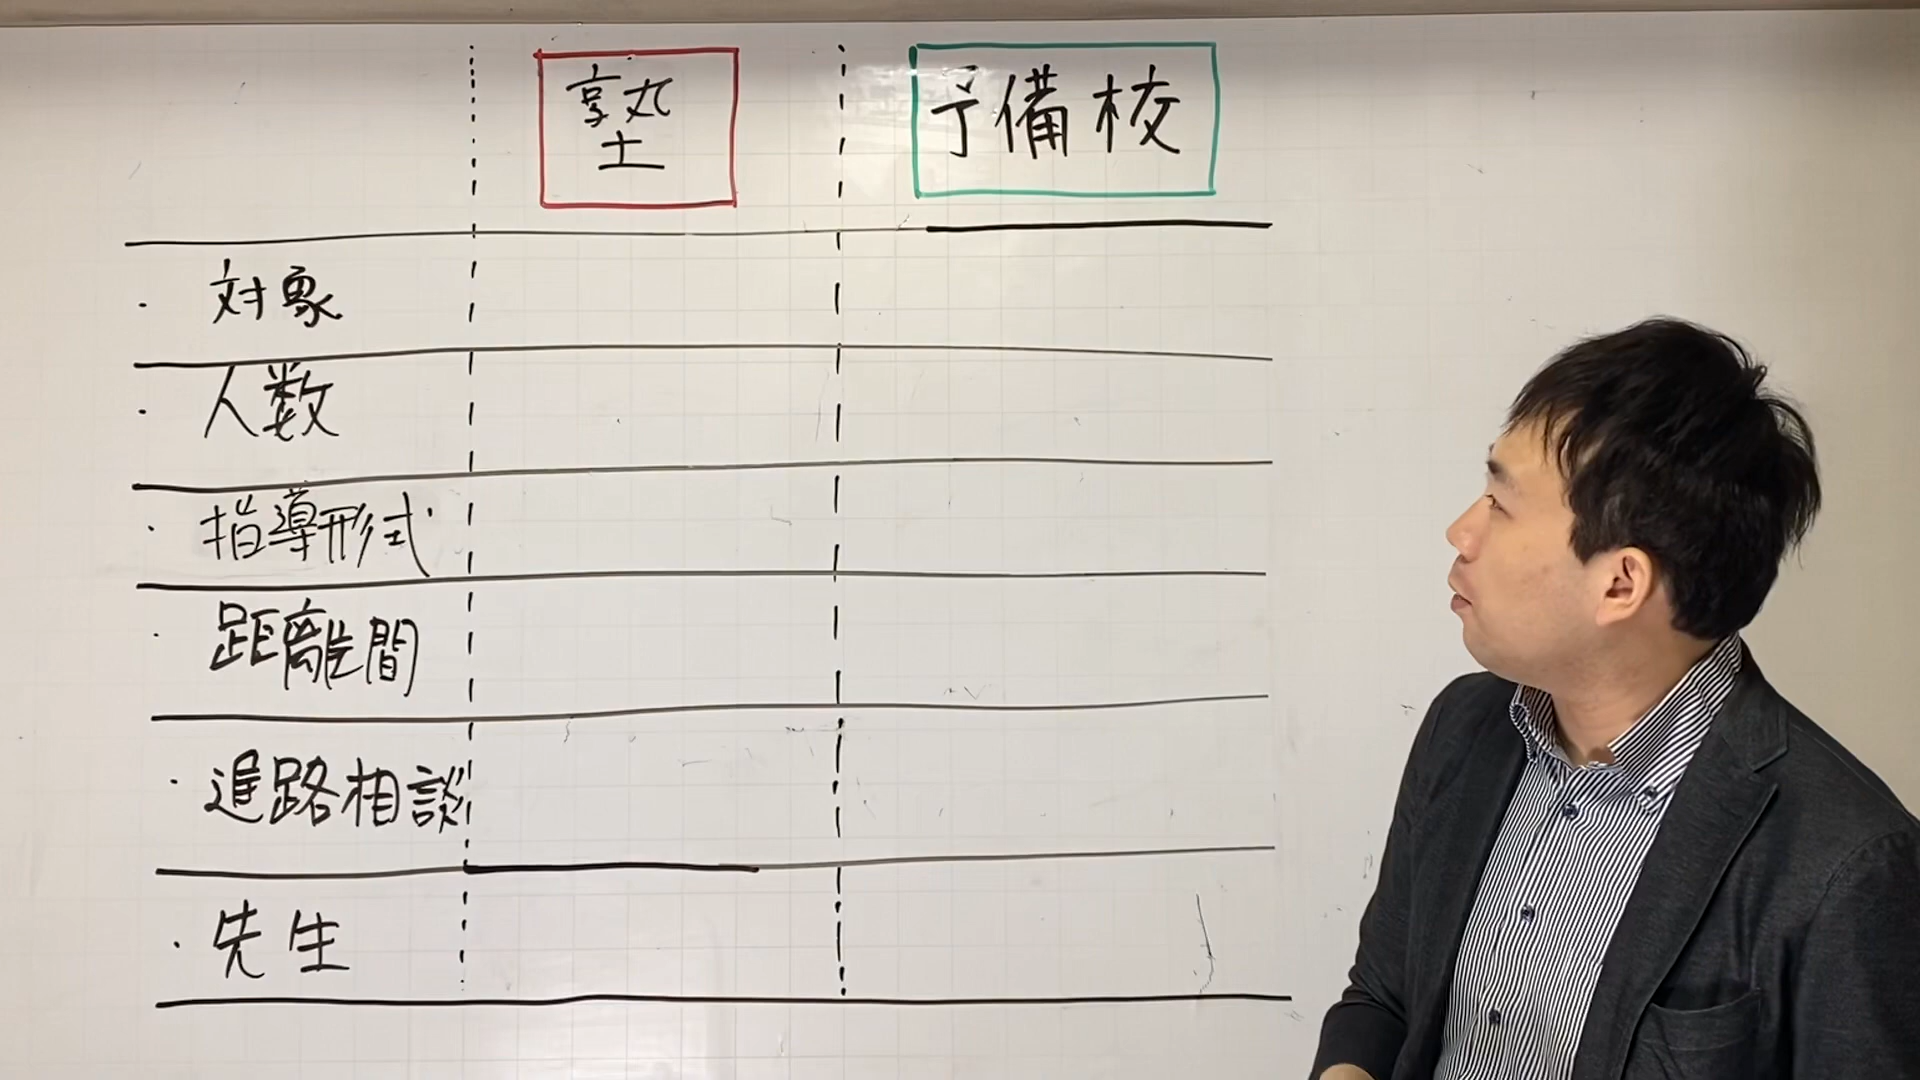 塾
予備校
・対象
・人数
・指導形式
・距離間
・進路相談
・先生